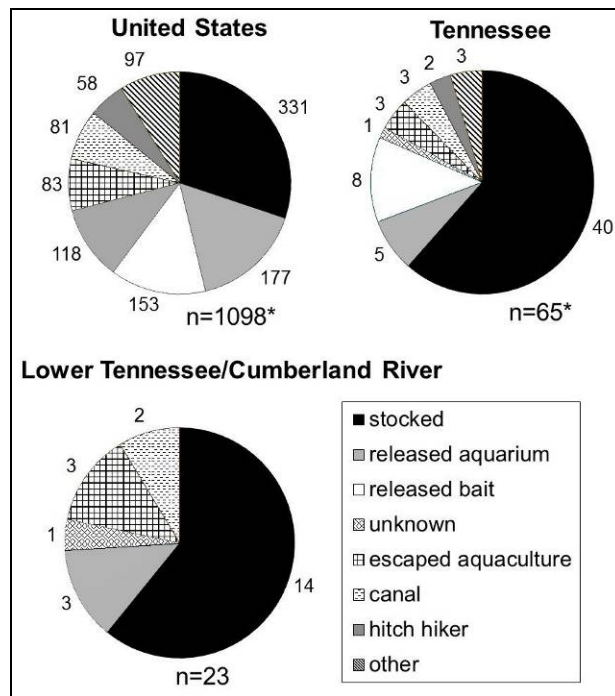 United States
97
58
81
83
118
153
177
331
n=1098*
Tennessee
3
2
3
3
1
8
5
40
n=65*
Lower Tennessee/Cumberland River
2
3
1
3
14
n=23
stocked
released aquarium
released bait
unknown
escaped aquaculture
canal
hitch hiker
other